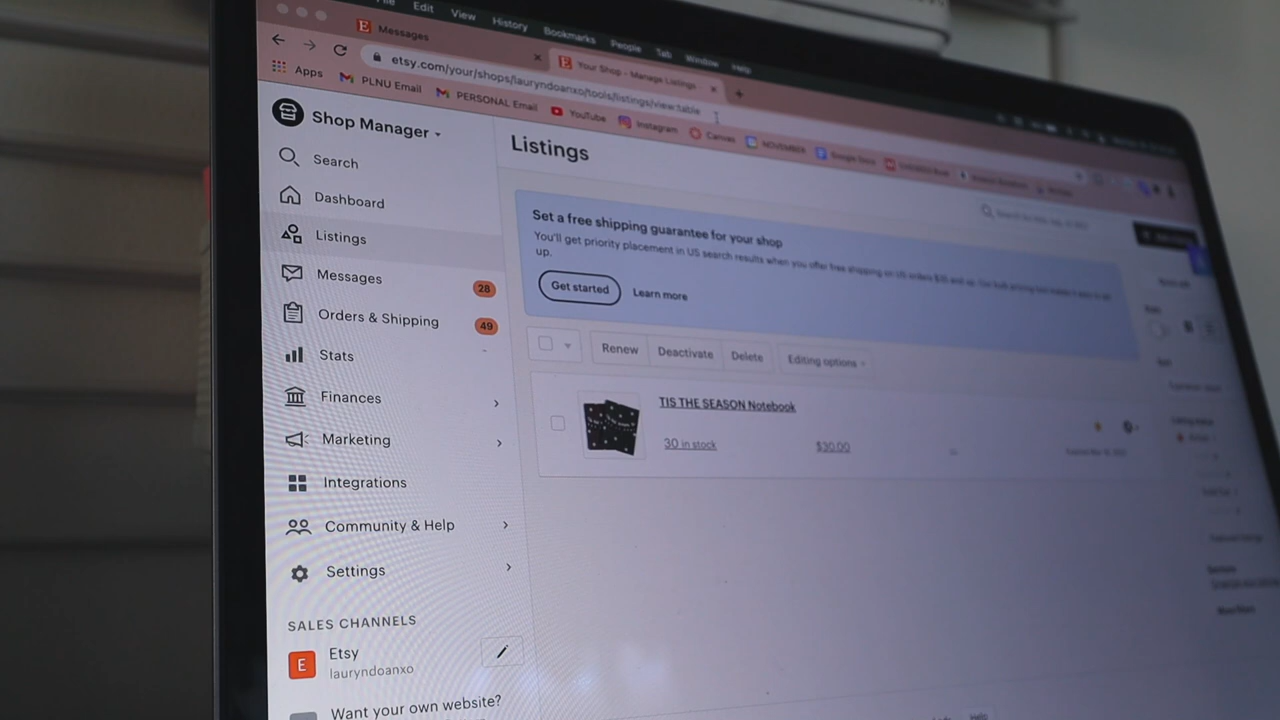 File Edit View History Bookmarks People Tab Window Help
Messages
Your Shop - Manage Listings
etsy.com/your/shops/lauryndoanxo/tools/listings/view:table
Apps PLNU Email PERSONAL Email YouTube Instagram Canvas NOVEMBER Google Docs
Shop Manager
Search
Dashboard
Listings
Messages 28
Orders & Shipping 49
Stats
Finances
Marketing
Integrations
Community & Help
Settings
SALES CHANNELS
E
Etsy
lauryndoanxo
Want your own website?
Listings
Set a free shipping guarantee for your shop
You'll get priority placement in US search results when you offer free shipping on US orders $35 and up.
up.
Get started Learn more
Renew Deactivate Delete Editing options
TIS THE SEASON Notebook
30 in stock $30.00
Help